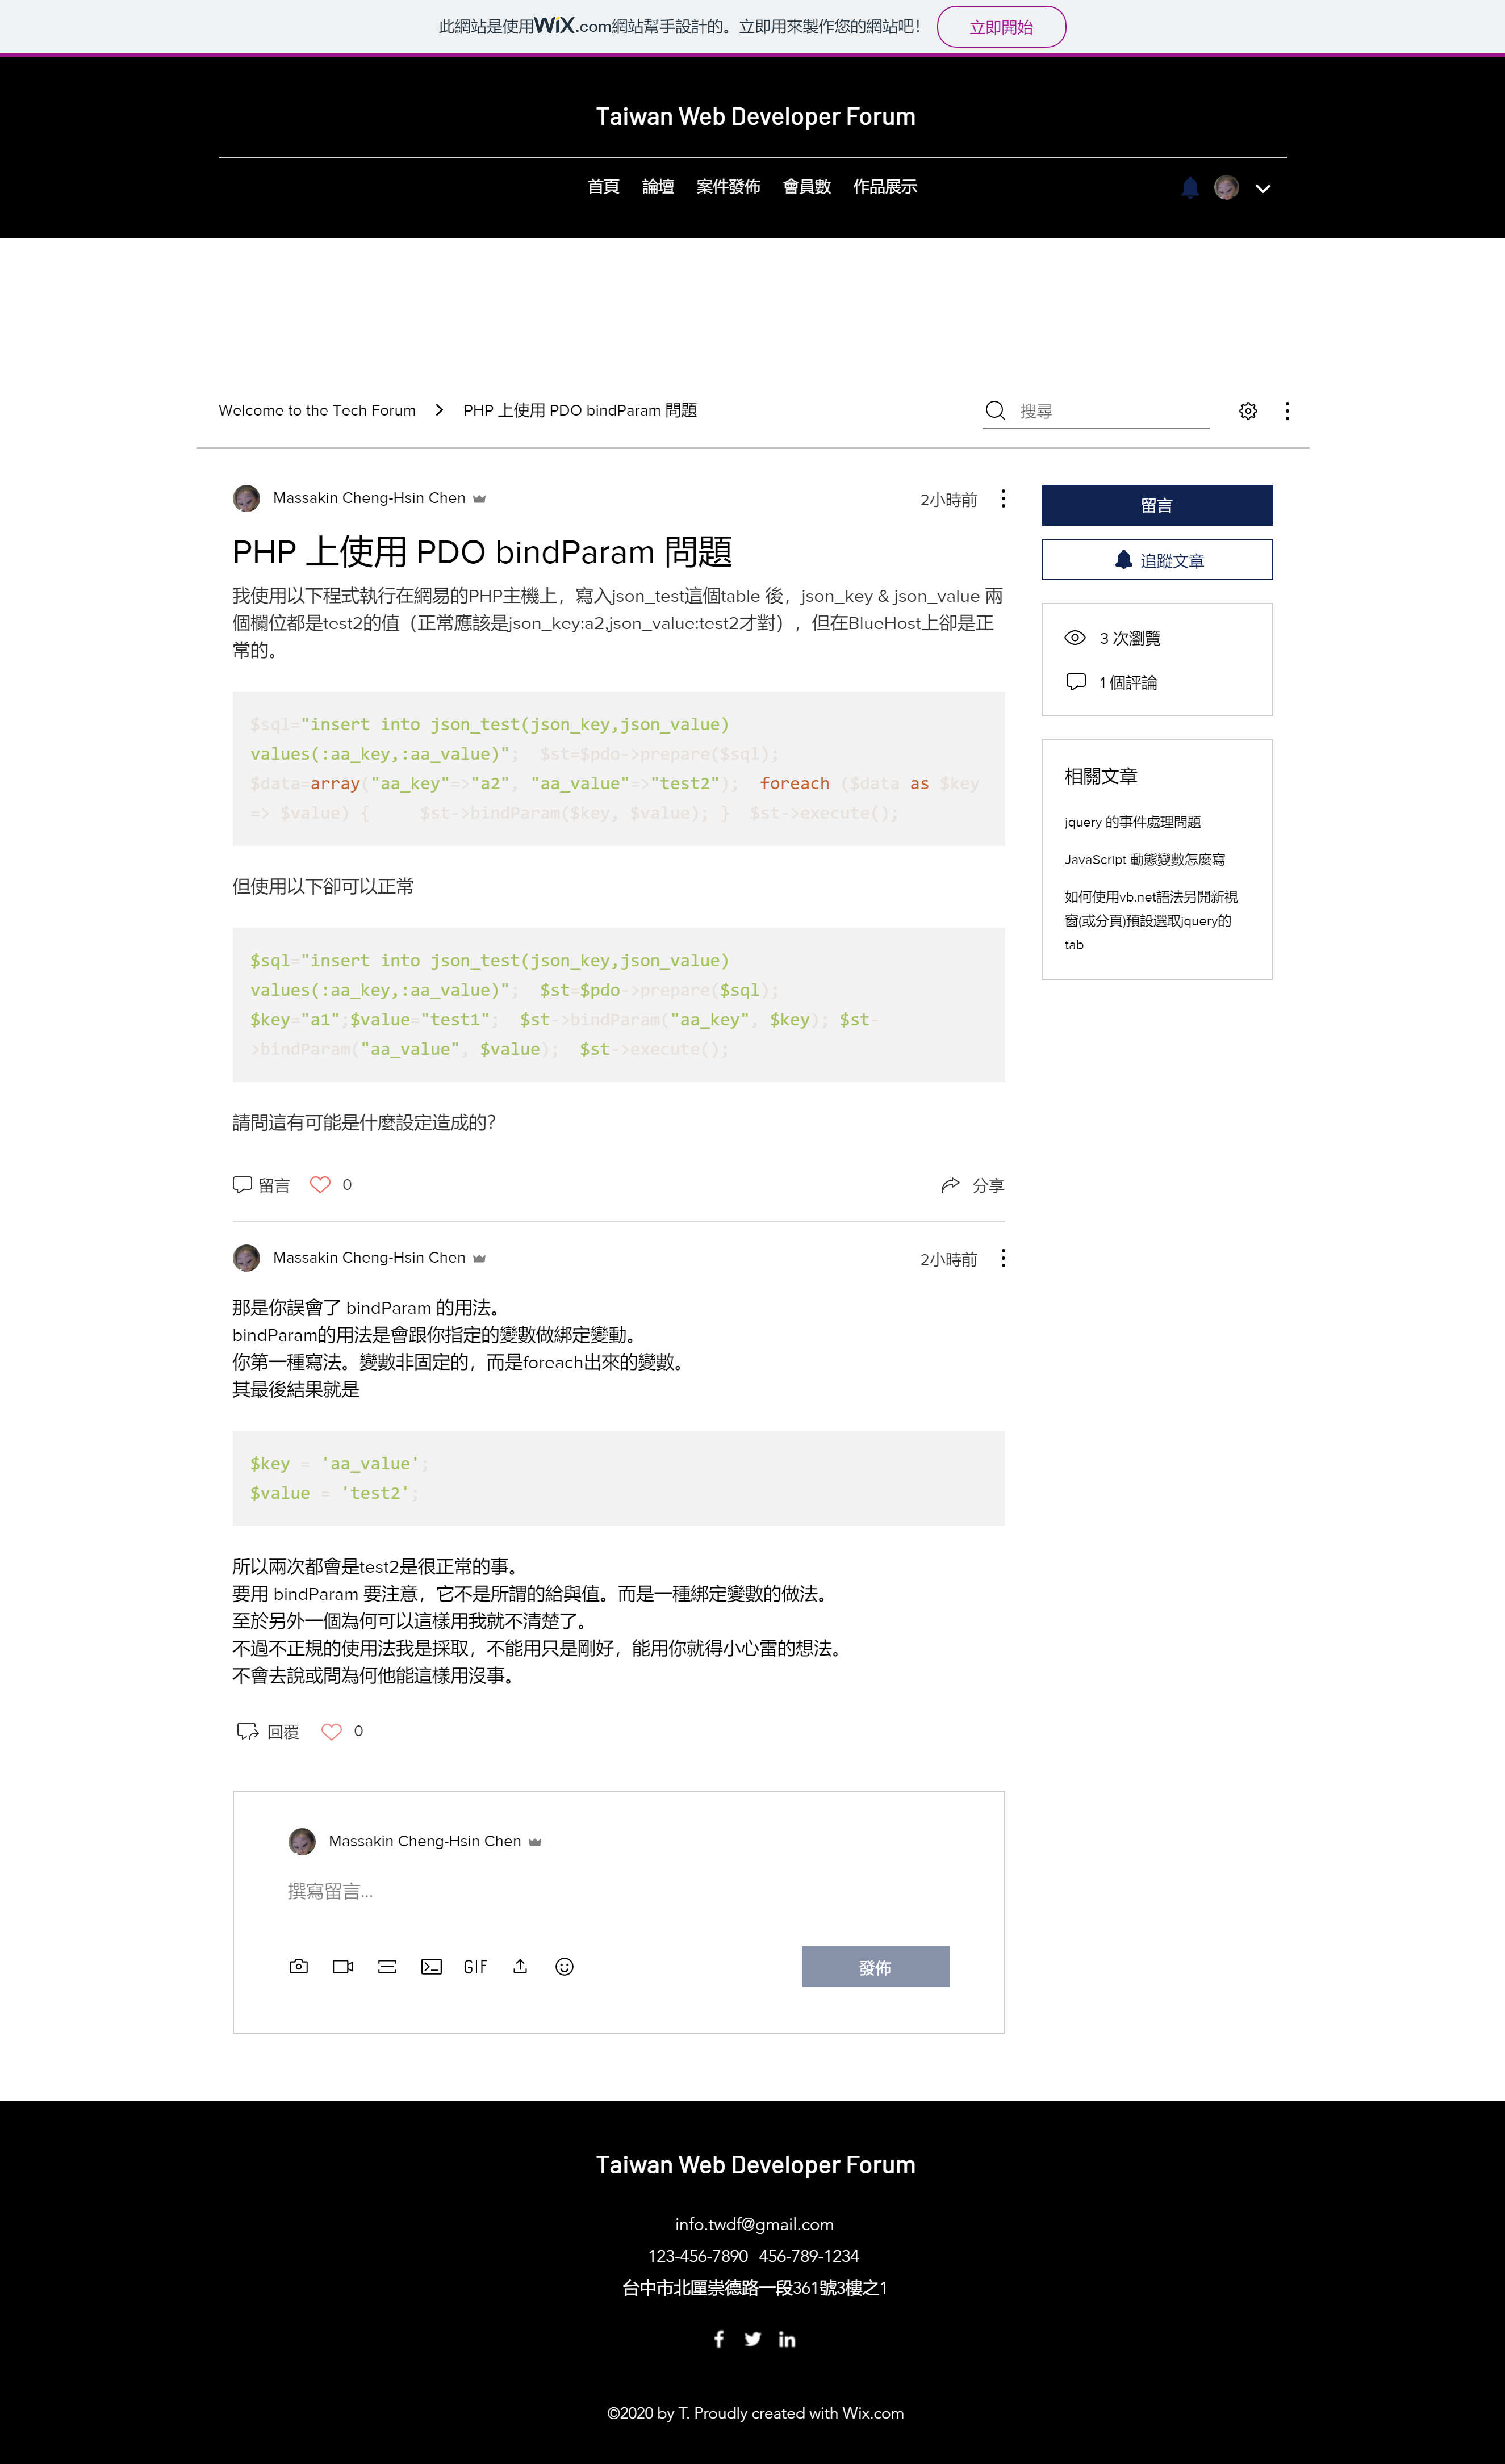 此網站是使用WiX.com網站幫手設計的。立即用來製作您的網站吧！ 立即開始
Taiwan Web Developer Forum
首頁 論壇 案件發佈 會員數 作品展示
Welcome to the Tech Forum > PHP 上使用 PDO bindParam 問題 搜尋
Massakin Cheng-Hsin Chen 2小時前
PHP 上使用 PDO bindParam 問題
我使用以下程式執行在網易的PHP主機上，寫入json_test這個table 後，json_key & json_value 兩
個欄位都是test2的值（正常應該是json_key:a2,json_value:test2才對），但在BlueHost上卻是正
常的。
$sql="insert into json_test(json_key,json_value)
values(:aa_key,:aa_value)";  $st=$pdo->prepare($sql);
$data=array("aa_key"=>"a2", "aa_value"=>"test2");  foreach ($data as $key
=> $value) {     $st->bindParam($key, $value); }  $st->execute();
但使用以下卻可以正常
$sql="insert into json_test(json_key,json_value)
values(:aa_key,:aa_value)";  $st=$pdo->prepare($sql);
$key="a1";$value="test1";  $st->bindParam("aa_key", $key); $st-
>bindParam("aa_value", $value);  $st->execute();
請問這有可能是什麼設定造成的？
留言 0 分享
留言
追蹤文章
3 次瀏覽
1 個評論
相關文章
jquery 的事件處理問題
JavaScript 動態變數怎麼寫
如何使用vb.net語法另開新視
窗(或分頁)預設選取jquery的
tab
Massakin Cheng-Hsin Chen 2小時前
那是你誤會了 bindParam 的用法。
bindParam的用法是會跟你指定的變數做綁定變動。
你第一種寫法。變數非固定的，而是foreach出來的變數。
其最後結果就是
$key = 'aa_value';
$value = 'test2';
所以兩次都會是test2是很正常的事。
要用 bindParam 要注意，它不是所謂的給與值。而是一種綁定變數的做法。
至於另外一個為何可以這樣用我就不清楚了。
不過不正規的使用法我是採取，不能用只是剛好，能用你就得小心雷的想法。
不會去說或問為何他能這樣用沒事。
回覆 0
Massakin Cheng-Hsin Chen
撰寫留言...
GIF 發佈
Taiwan Web Developer Forum
info.twdf@gmail.com
123-456-7890 456-789-1234
台中市北厘崇德路一段361號3樓之1
©2020 by T. Proudly created with Wix.com